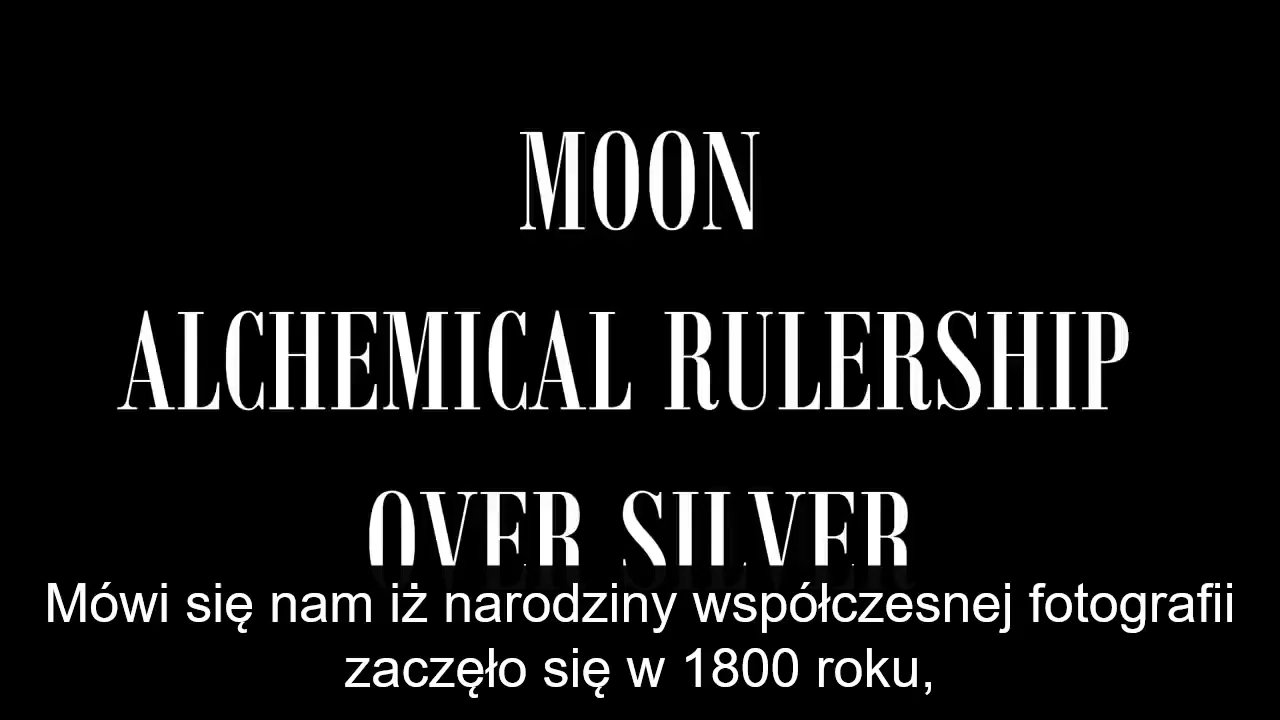 MOON
ALCHEMICAL RULERSHIP
OVER SILVER
Mówi się nam iż narodziny współczesnej fotografii
zaczęło się w 1800 roku,